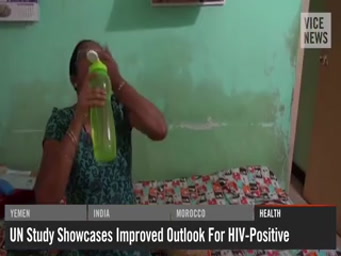 VICE
NEWS
YEMEN
INDIA
MOROCCO
HEALTH
UN Study Showcases Improved Outlook For HIV-Positive